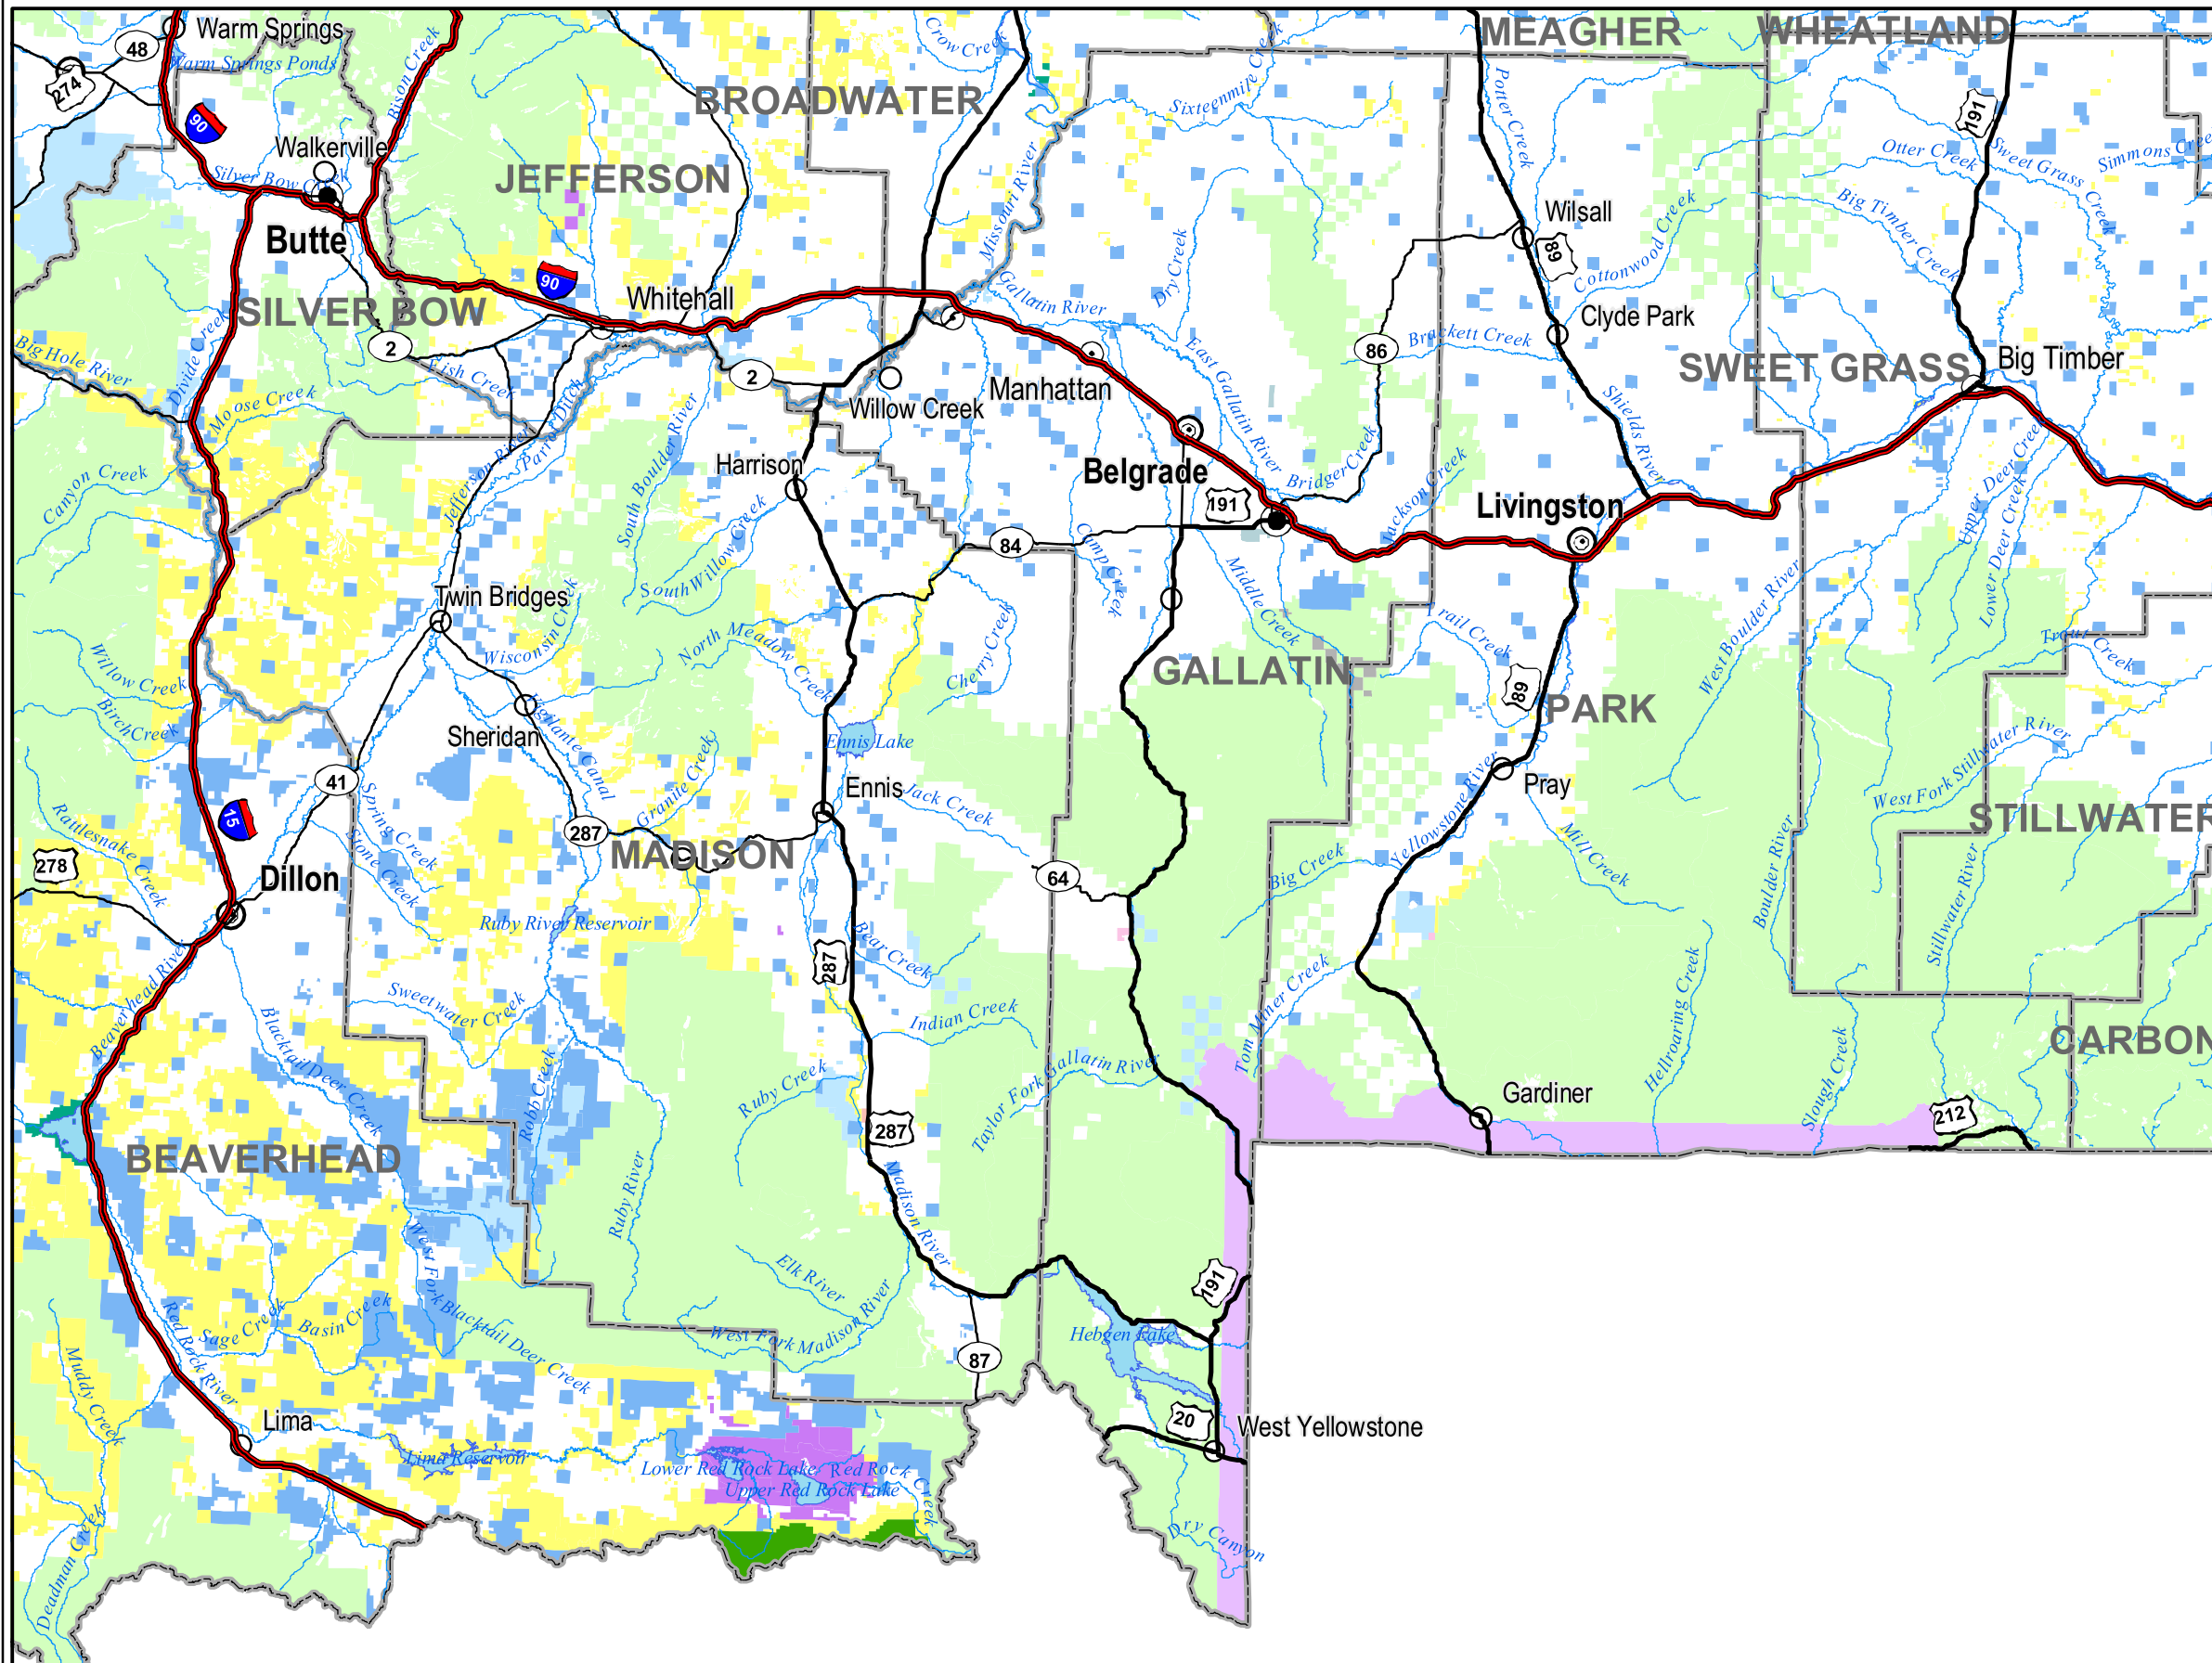 MEAGHER
WHEATLAND
Warm Springs
48
Warm Springs Ponds
274
90
Bison Creek
Crow Creek
BROADWATER
Sixteenmile Creek
Potter Creek
191
Otter Creek
Sweet Grass Creek
Simmons Cree
Walkerville
Silver Bow Creek
JEFFERSON
Missouri River
Butte
Wilsall
89
Cottonwood Creek
Big Timber Creek
Dry Creek
90
Whitehall
Gallatin River
SILVER BOW
2
Clyde Park
Brackett Creek
86
Big Hole River
Divide Creek
Fish Creek
2
East Gallatin River
SWEET GRASS
Big Timber
Moose Creek
Willow Creek
Manhattan
Shields River
Parrot Ditch
Jefferson River
South Boulder River
Harrison
Belgrade
Bridger Creek
Jackson Creek
Livingston
Canyon Creek
191
84
Camp Creek
Middle Creek
Upper Deer Creek
Lower Deer Creek
South Willow Creek
Twin Bridges
Wisconsin Creek
North Meadow Creek
Cherry Creek
Trail Creek
West Boulder River
Trout Creek
Willow Creek
Birch Creek
GALLATIN
89
PARK
Sheridan
Vigilante Canal
Ennis Lake
41
Spring Creek
Stone Creek
Granite Creek
Ennis
Jack Creek
Pray
Yellowstone River
West Fork Stillwater River
STILLWATER
15
Rattlesnake Creek
278
Dillon
287
MADISON
64
Big Creek
Mill Creek
Boulder River
Stillwater River
Ruby River Reservoir
287
Bear Creek
Beaverhead River
Sweetwater Creek
Indian Creek
Tom Miner Creek
Hellroaring Creek
Slough Creek
CARBON
Blacktail Deer Creek
Robb Creek
Ruby Creek
Taylor Fork Gallatin River
Gardiner
212
287
BEAVERHEAD
Ruby River
Madison River
West Fork Blacktail Deer Creek
Elk River
191
Red Rock River
Sage Creek
Basin Creek
West Fork Madison River
Hebgen Lake
87
Muddy Creek
Lima
20
West Yellowstone
Lima Reservoir
Lower Red Rock Lake
Red Rock Creek
Upper Red Rock Lake
Dry Canyon
Deadman Creek